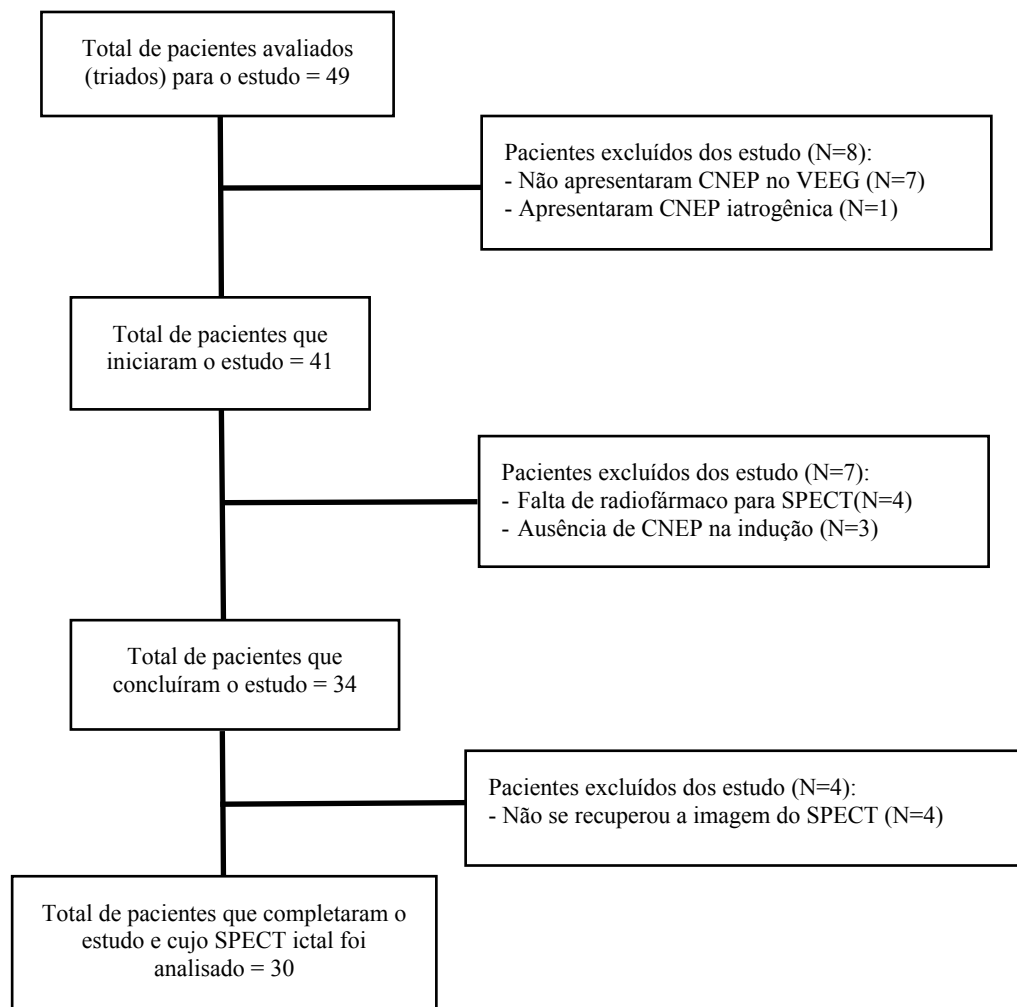 Total de pacientes avaliados
(triados) para o estudo = 49
Pacientes excluídos dos estudo (N=8):
- Não apresentaram CNEP no VEEG (N=7)
- Apresentaram CNEP iatrogênica (N=1)
Total de pacientes que
iniciaram o estudo = 41
Pacientes excluídos dos estudo (N=7):
- Falta de radiofármaco para SPECT(N=4)
- Ausência de CNEP na indução (N=3)
Total de pacientes que
concluíram o estudo = 34
Pacientes excluídos dos estudo (N=4):
- Não se recuperou a imagem do SPECT (N=4)
Total de pacientes que completaram o
estudo e cujo SPECT ictal foi
analisado = 30